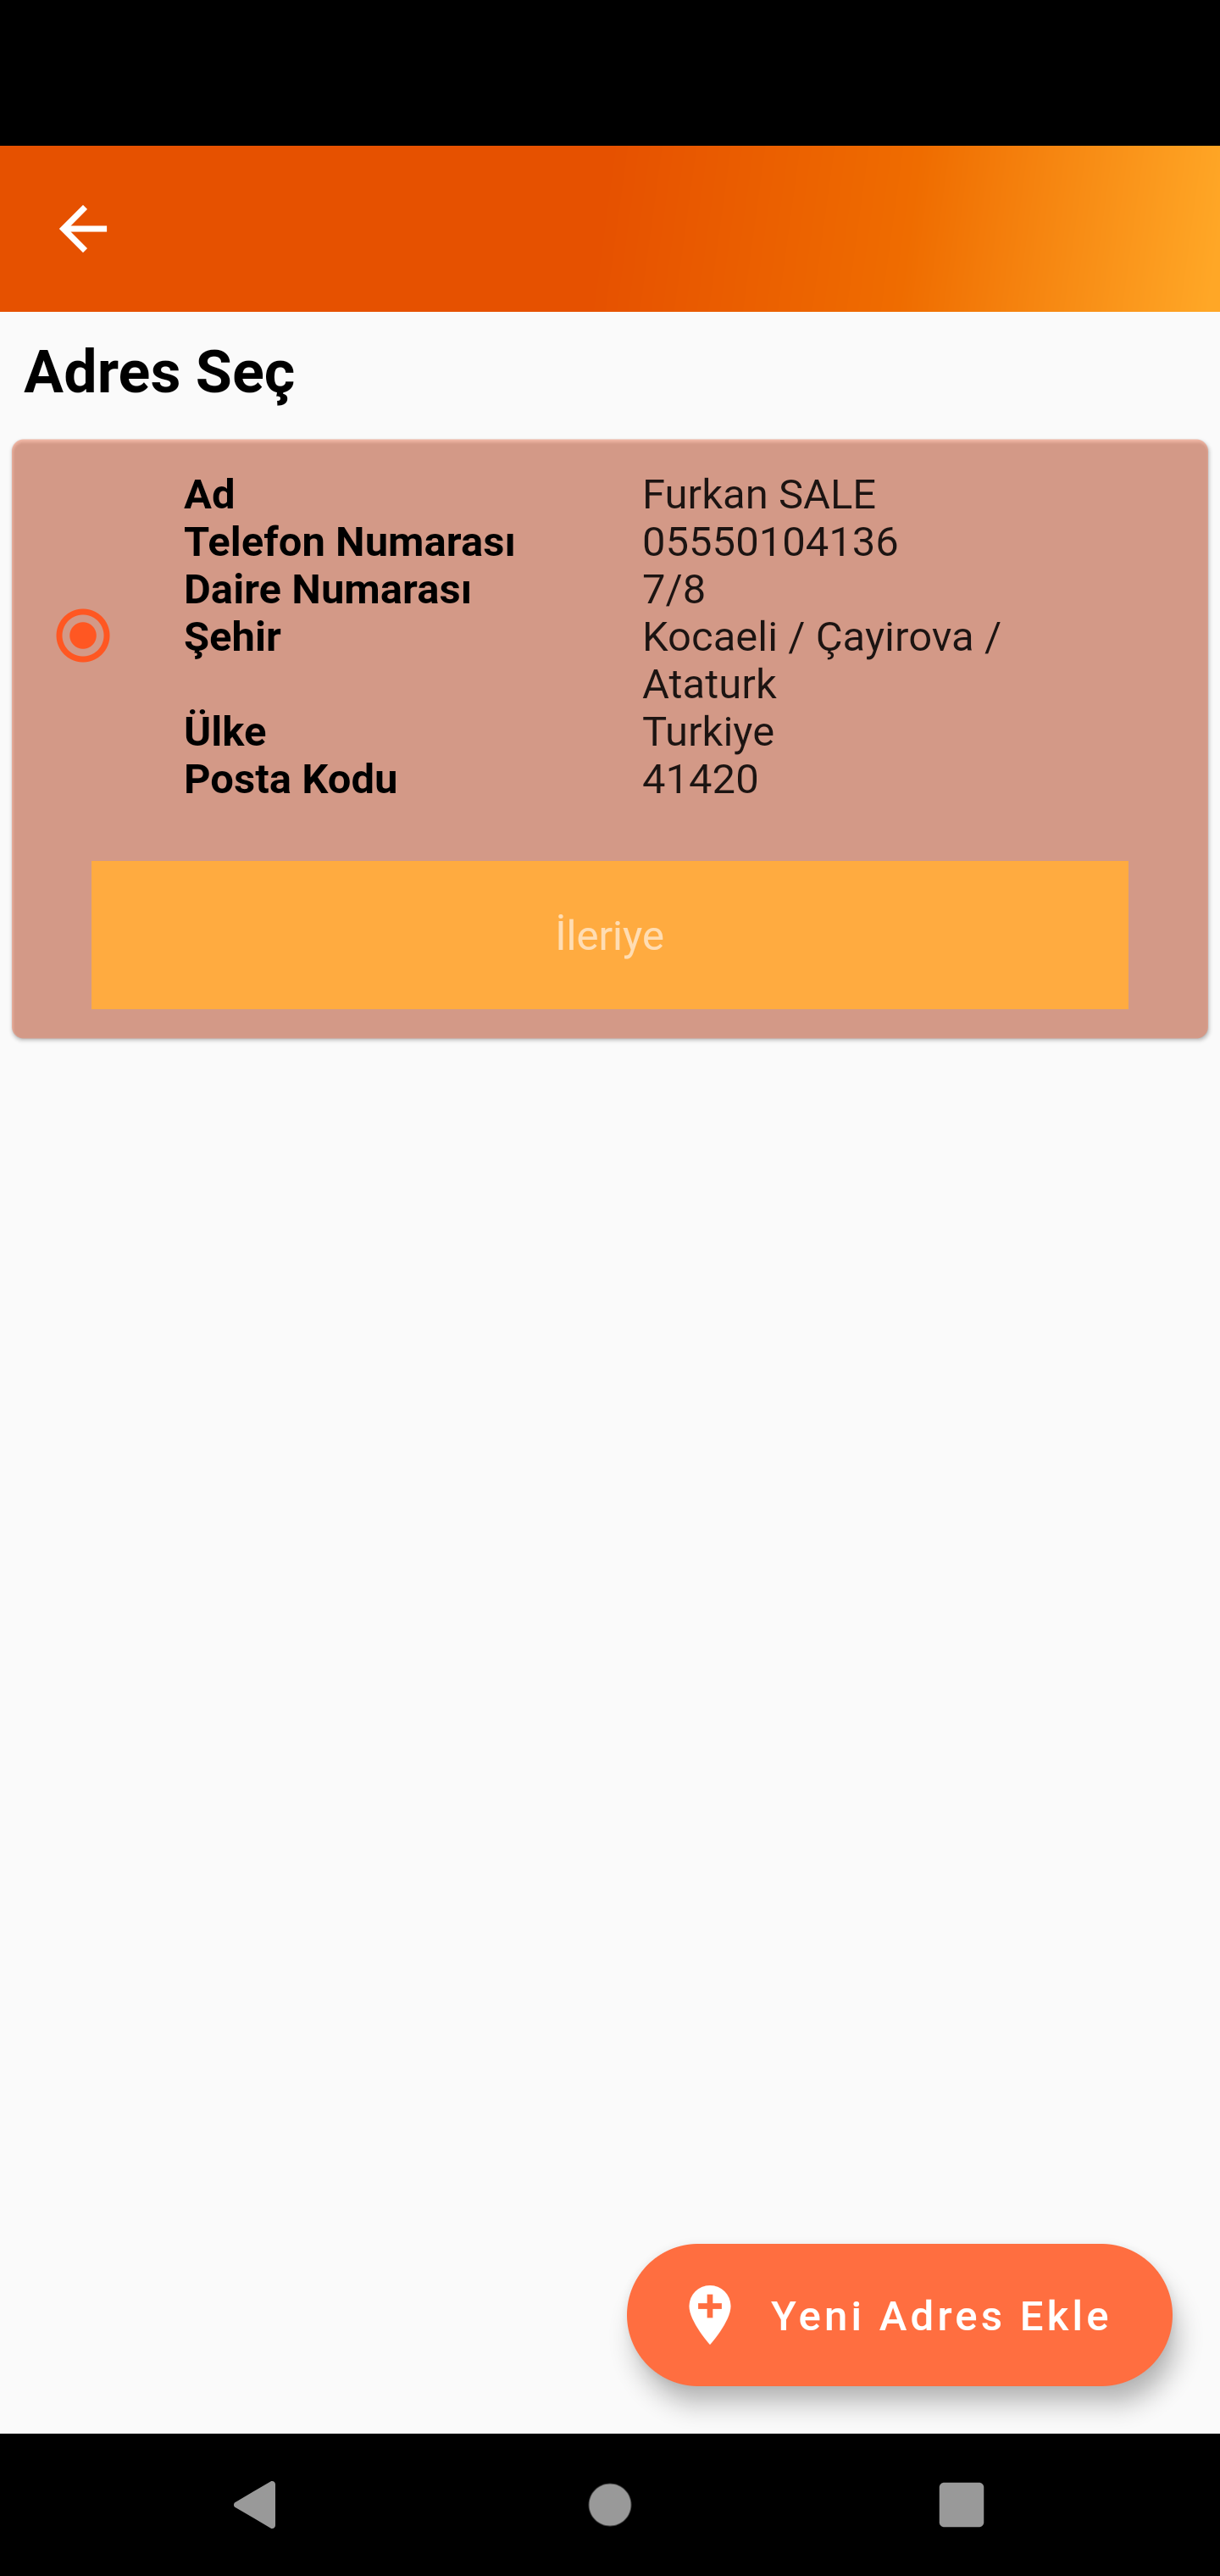 Adres Seç
Ad Furkan SALE
Telefon Numarası 05550104136
Daire Numarası 7/8
Şehir Kocaeli / Çayirova /
Ataturk
Ülke Turkiye
Posta Kodu 41420
İleriye
Yeni Adres Ekle